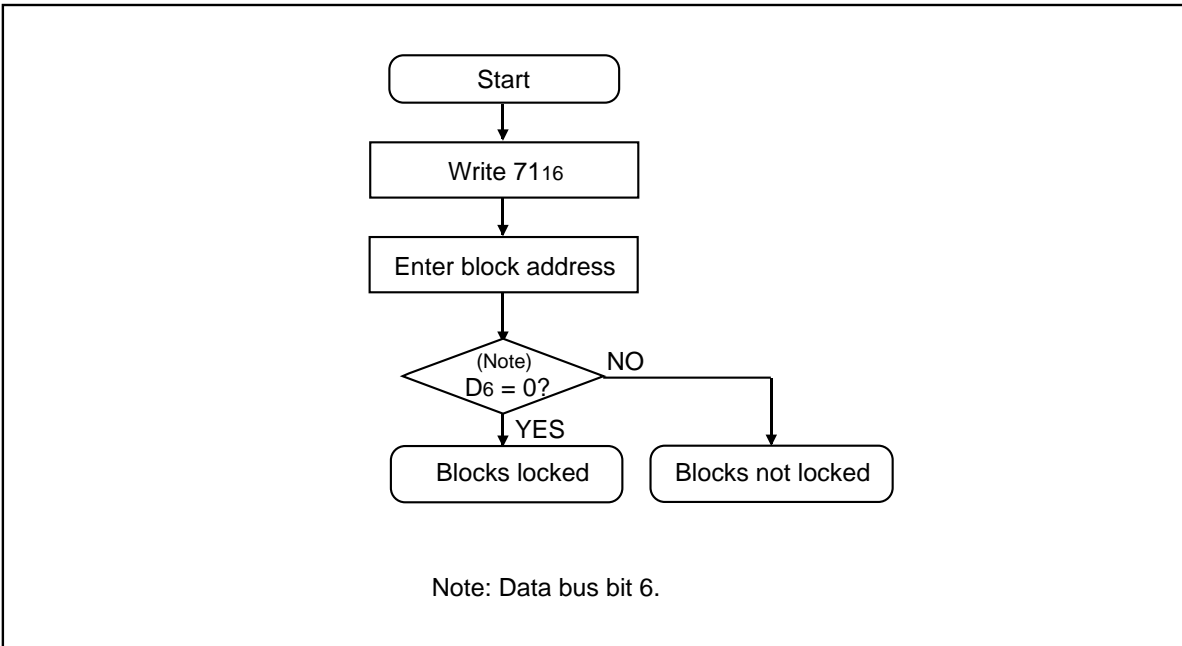 Start
Write 7116
Enter block address
(Note)
D6 = 0?
NO
YES
Blocks locked
Blocks not locked
Note: Data bus bit 6.